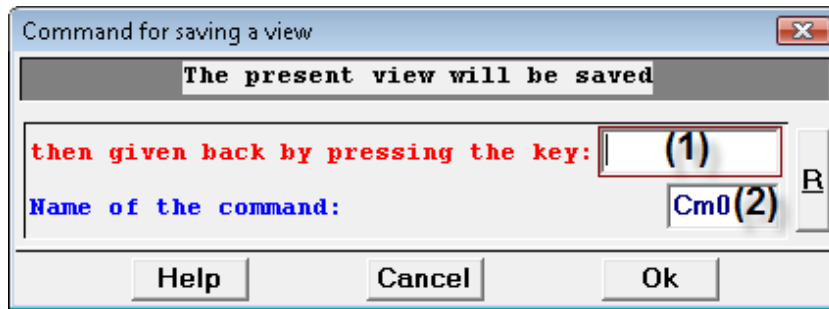 Command for saving a view
The present view will be saved
then given back by pressing the key: (1)
R
Name of the command: Cm0 (2)
Help Cancel Ok